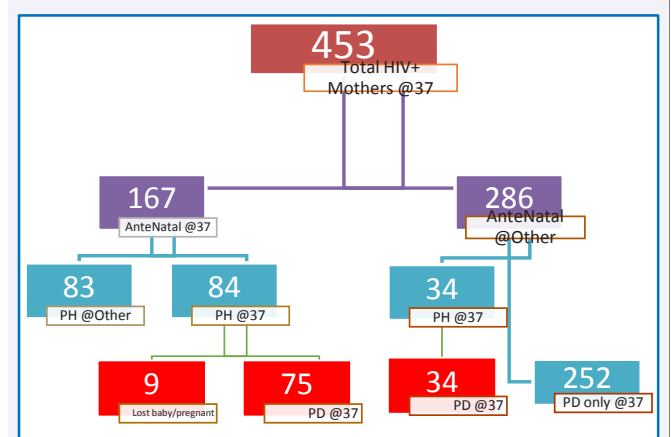 453
Total HIV+
Mothers @37
167
AnteNatal @37
286
AnteNatal
@Other
83
PH @Other
84
PH @37
34
PH @37
9
Lost baby/pregnant
75
PD @37
34
PD @37
252
PD only @37